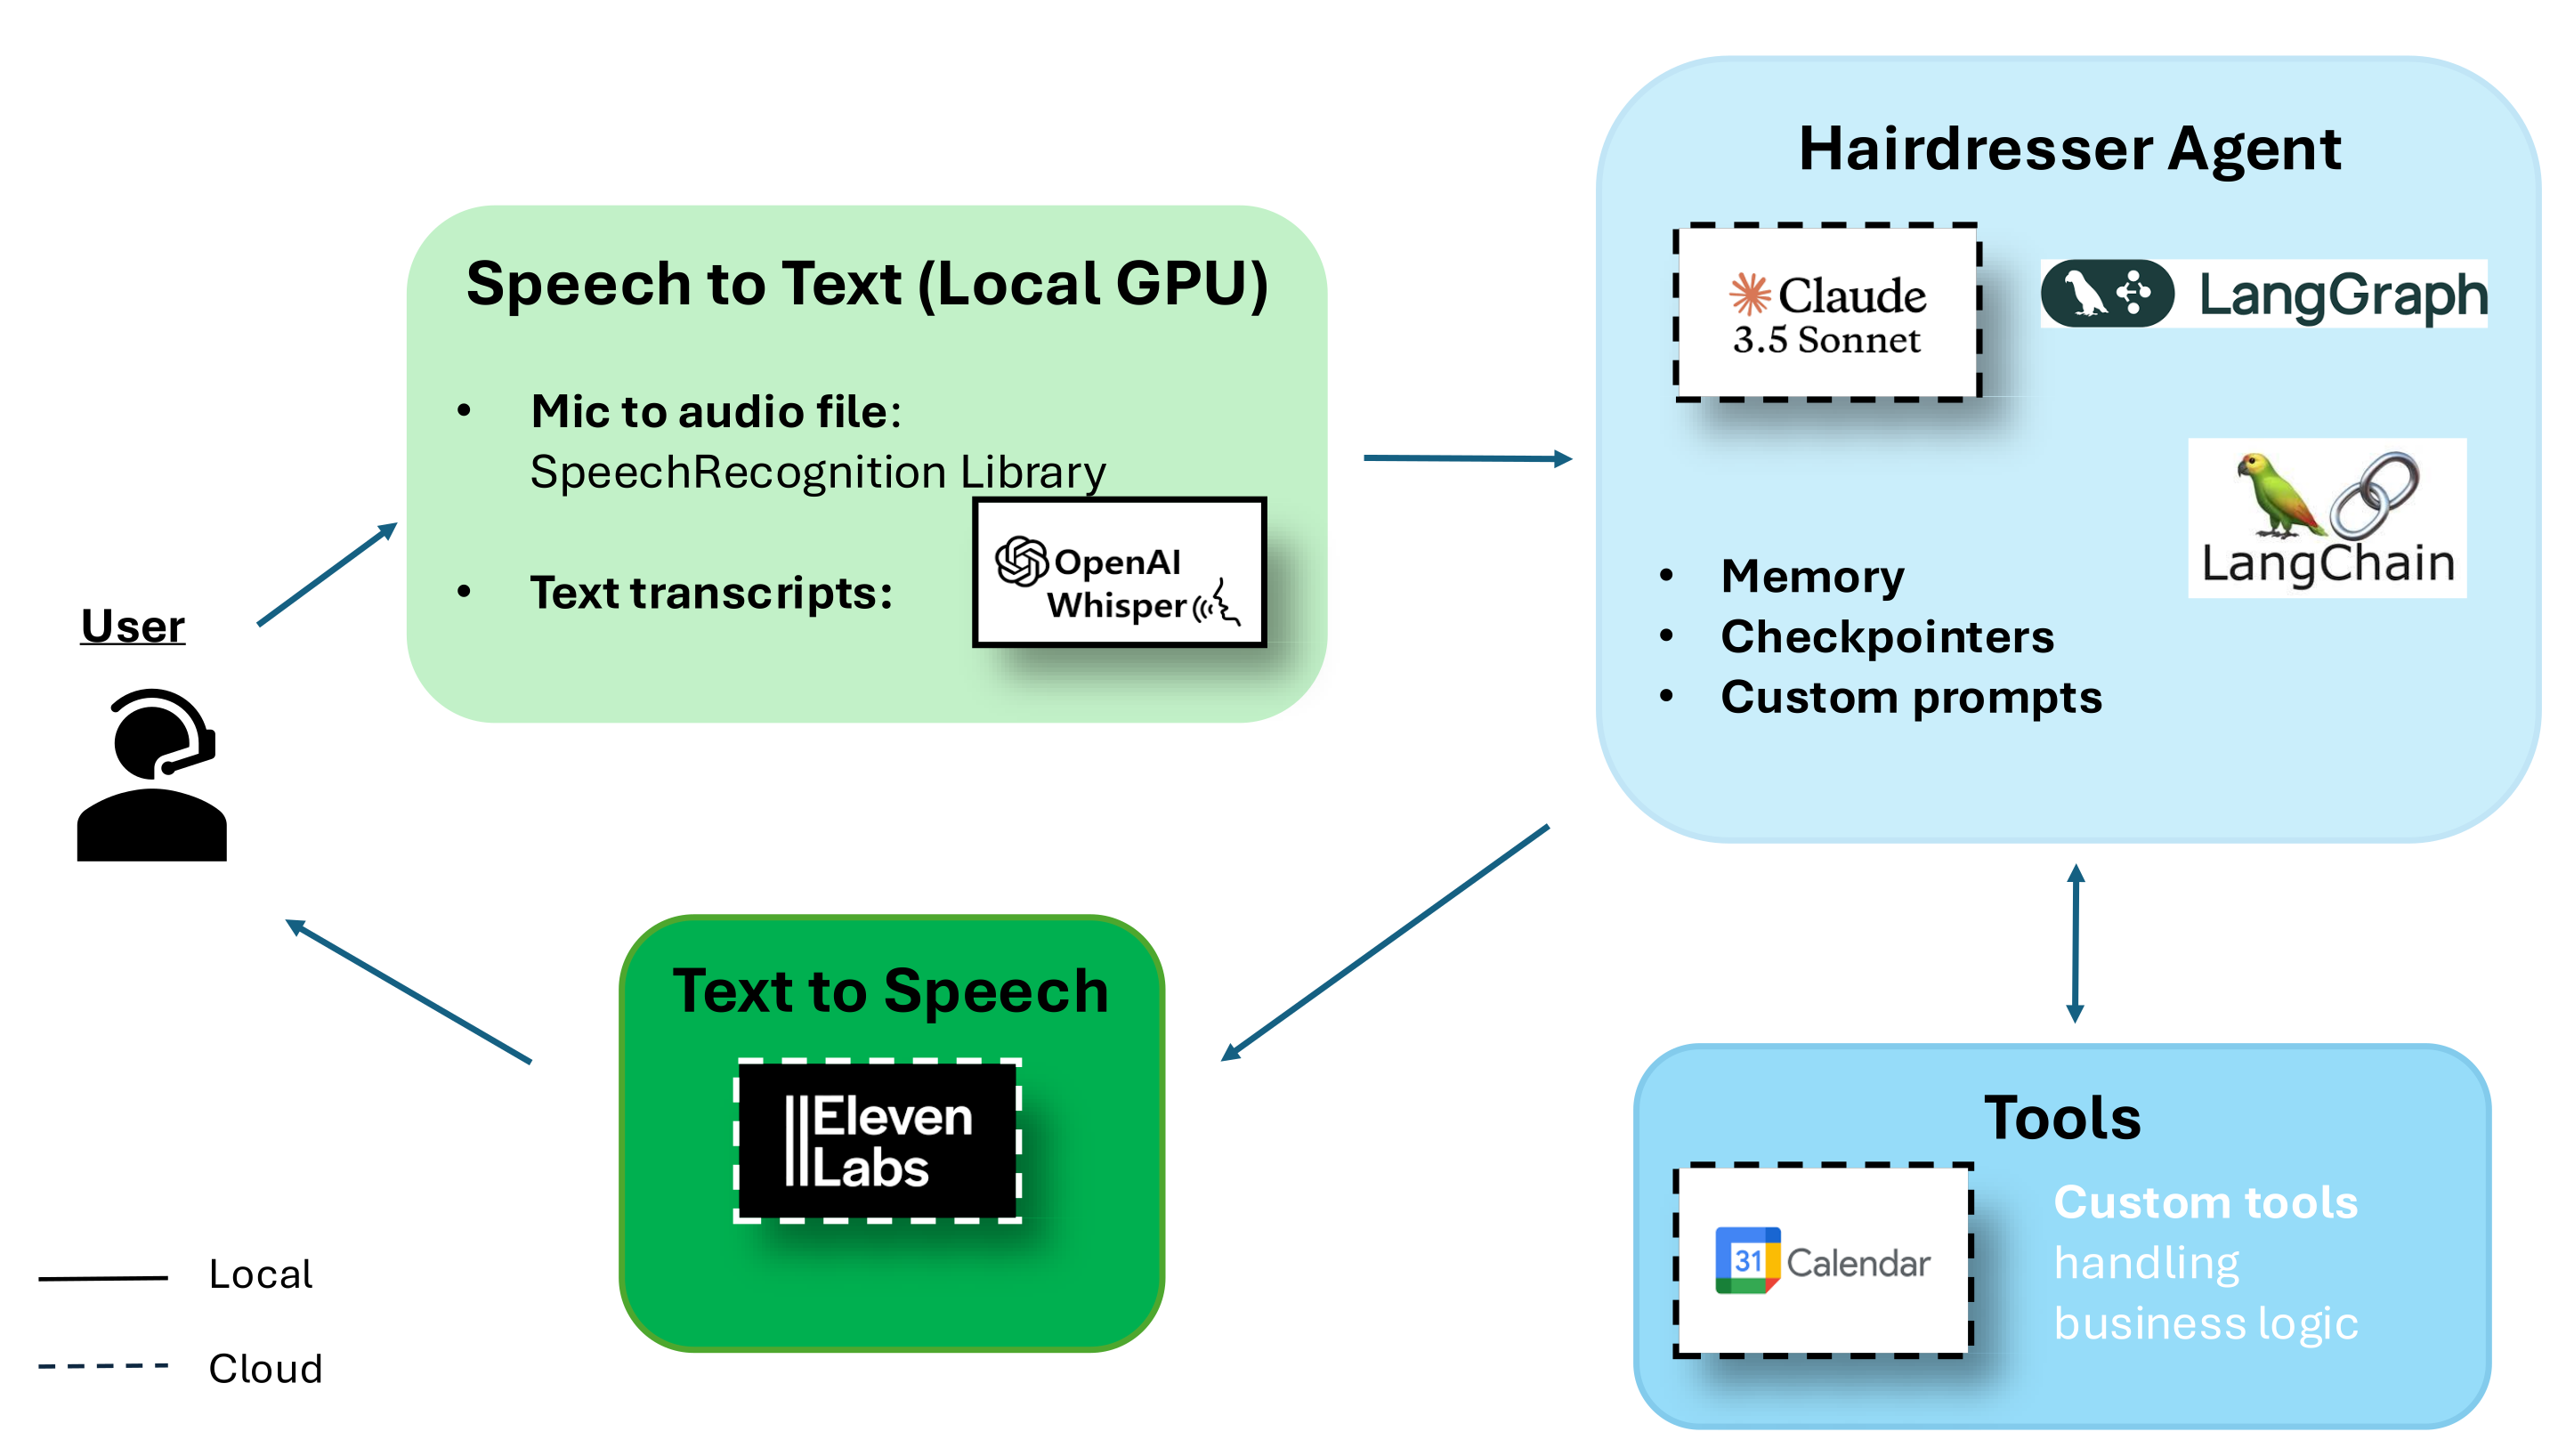 Hairdresser Agent
Claude
3.5 Sonnet
LangGraph
LangChain
• Memory
• Checkpointers
• Custom prompts
Speech to Text (Local GPU)
• Mic to audio file:
SpeechRecognition Library
• Text transcripts:
OpenAI
Whisper
User
Text to Speech
Eleven
Labs
Tools
31 Calendar
Custom tools
handling
business logic
Local
Cloud